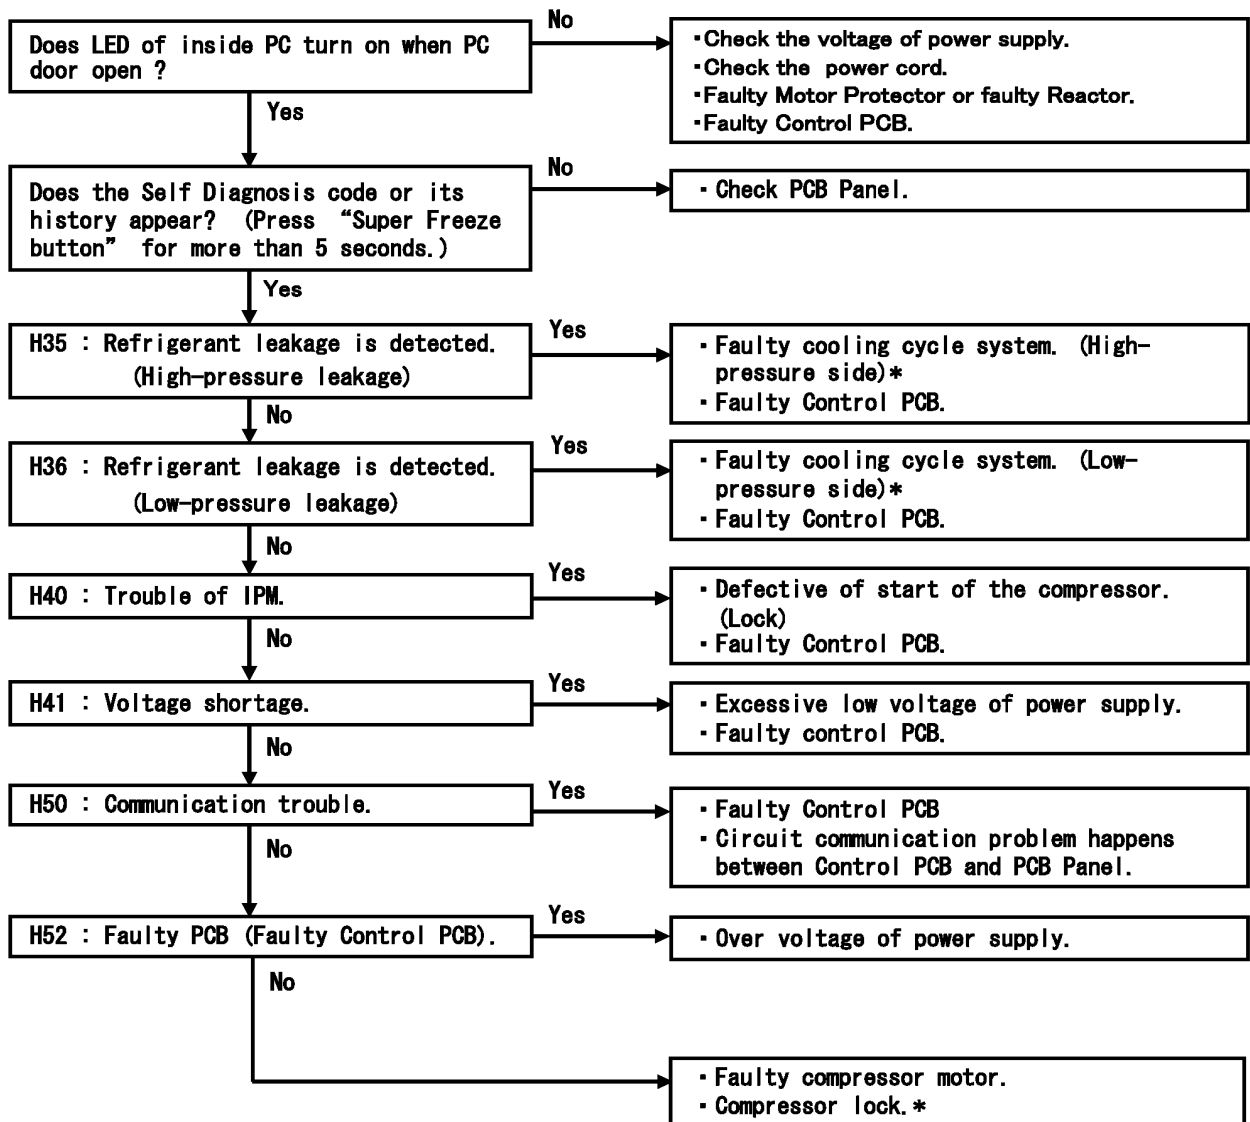 No
Does LED of inside PC turn on when PC
door open ?
・Check the voltage of power supply.
・Check the power cord.
・Faulty Motor Protector or faulty Reactor.
・Faulty Control PCB.
Yes
No
Does the Self Diagnosis code or its
history appear? (Press “Super Freeze
button” for more than 5 seconds.)
・Check PCB Panel.
Yes
H35 : Refrigerant leakage is detected.
(High-pressure leakage)
Yes
・Faulty cooling cycle system. (High-
pressure side)*
・Faulty Control PCB.
No
H36 : Refrigerant leakage is detected.
(Low-pressure leakage)
Yes
・Faulty cooling cycle system. (Low-
pressure side)*
・Faulty Control PCB.
No
H40 : Trouble of IPM.
Yes
・Defective of start of the compressor.
(Lock)
・Faulty Control PCB.
No
H41 : Voltage shortage.
Yes
・Excessive low voltage of power supply.
・Faulty control PCB.
No
H50 : Communication trouble.
Yes
・Faulty Control PCB
・Circuit communication problem happens
between Control PCB and PCB Panel.
No
H52 : Faulty PCB (Faulty Control PCB).
Yes
・Over voltage of power supply.
No
・Faulty compressor motor.
・Compressor lock.*